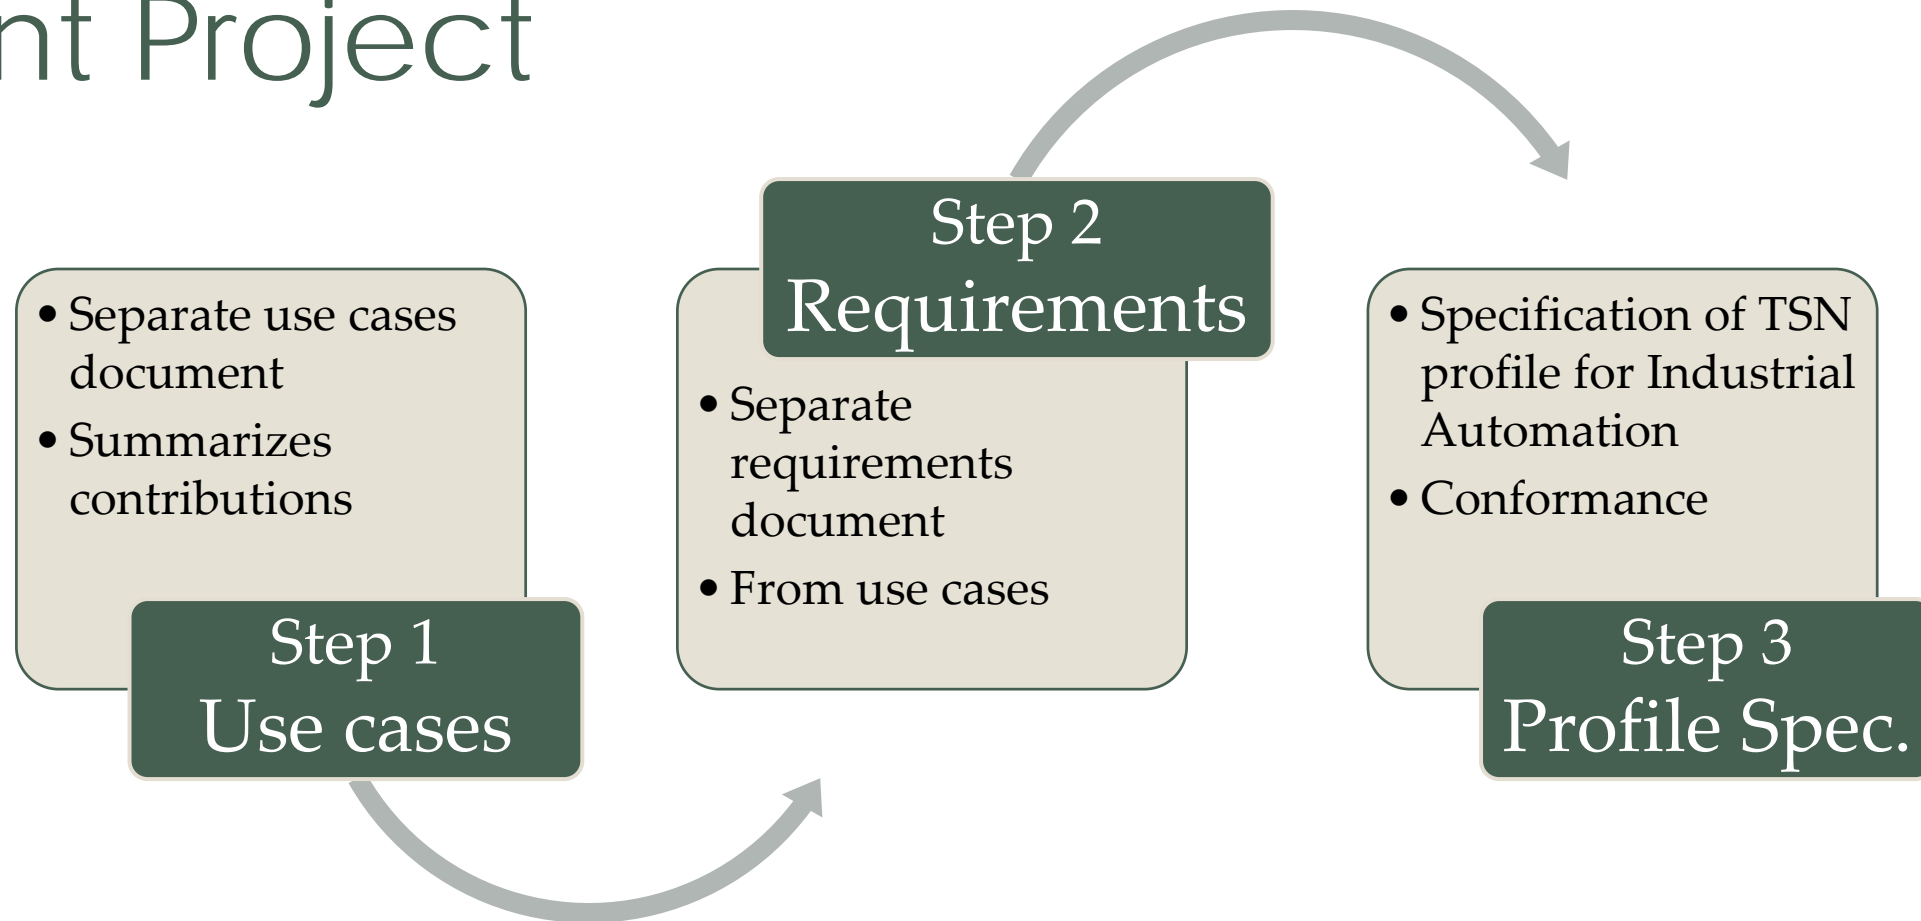 nt Project
• Separate use cases
document
• Summarizes
contributions
Step 1
Use cases
Step 2
Requirements
• Separate
requirements
document
• From use cases
• Specification of TSN
profile for Industrial
Automation
• Conformance
Step 3
Profile Spec.